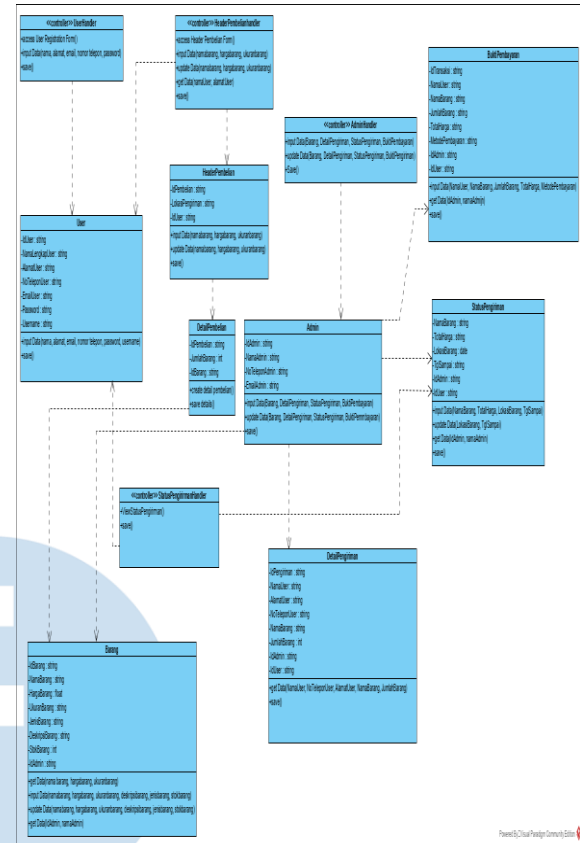 <<controller>> UserHandler
+access User Registration Form()
+input Data(nama, alamat, email, nomor telepon, password)
+save()
<<controller>> HeaderPembelianhandler
+access Header Pembelian Form()
+input Data(namabarang, hargabarang, ukuranbarang)
+update Data(namabarang, hargabarang, ukuranbarang)
+get Data(namaUser, alamatUser)
+save()
BuktiPembayaran
-IdTransaksi : string
-NamaUser : string
-NamaBarang : string
-JumlahBarang : string
-TotalHarga : string
-MetodePembayaran : string
-IdAdmin : string
-IdUser : string
+input Data(NamaUser, NamaBarang, JumlahBarang, TotalHarga, MetodePembayaran)
+get Data(IdAdmin, namaAdmin)
+save()
<<controller>> AdminHandler
+input Data(Barang, DetailPengiriman, StatusPengiriman, BuktiPembayaran)
+update Data(Barang, DetailPengiriman, StatusPengiriman, BuktiPengiriman)
+Save()
HeaderPembelian
-IdPembelian : string
-LokasiPengiriman : string
-IdUser : string
+input Data(namabarang, hargabarang, ukuranbarang)
+update Data(namabarang, hargabarang, ukuranbarang)
+save()
User
-IdUser : string
-NamaLengkapUser : string
-AlamatUser : string
-NoTeleponUser : string
-EmailUser : string
-Password : string
-Username : string
+input Data(nama, alamat, email, nomor telepon, password, username)
+save()
StatusPengiriman
-NamaBarang : string
-TotalHarga : string
-LokasiBarang : date
-TglSampai : string
-IdAdmin : string
-IdUser : string
+input Data(NamaBarang, TotalHarga, LokasiBarang, TglSampai)
+update Data(LokasiBarang, TglSampai)
+get Data(IdAdmin, namaAdmin)
+save()
DetailPembelian
-IdPembelian : string
-JumlahBarang : int
-IdBarang : string
+create detail pembelian()
+save details()
Admin
-IdAdmin : string
-NamaAdmin : string
-NoTeleponAdmin : string
-EmailAdmin : string
+input Data(Barang, DetailPengiriman, StatusPengiriman, BuktiPembayaran)
+update Data(Barang, DetailPengiriman, StatusPengiriman,
+save()
<<controller>> StatusPengirimanHandler
+ViewStatusPengiriman()
+save()
DetailPengiriman
-IdPengiriman : string
-NamaUser : string
-AlamatUser : string
-NoTeleponUser : string
-NamaBarang : string
-JumlahBarang : int
-IdAdmin : string
-IdUser : string
+get Data(NamaUser, NoTeleponUser, AlamatUser, NamaBarang, JumlahBarang)
+save()
Barang
-IdBarang : string
-NamaBarang : string
-HargaBarang : float
-UkuranBarang : string
-JenisBarang : string
-DeskripsiBarang : string
-StokBarang : int
-IdAdmin : string
+get Data(namabarang, hargabarang, ukuranbarang)
+input Data(namabarang, hargabarang, ukuranbarang, deskripsibarang, jenisbarang, stokbarang)
+update Data(namabarang, hargabarang, ukuranbarang, deskripsibarang, jenisbarang, stokbarang)
+get Data(IdAdmin, namaAdmin)
Powered By Visual Paradigm Community Edition